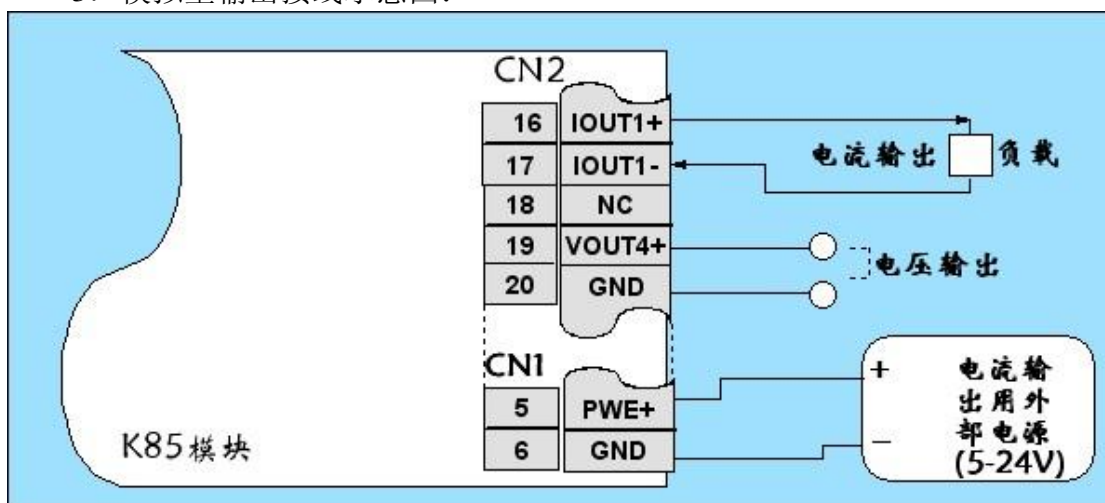 CN2
16 IOUT1+
17 IOUT1-
18 NC
19 VOUT4+
20 GND
电流输出 负载
电压输出
CN1
5 PWE+
6 GND
K85模块
+
−
电流输
出用外
部电源
(5-24V)